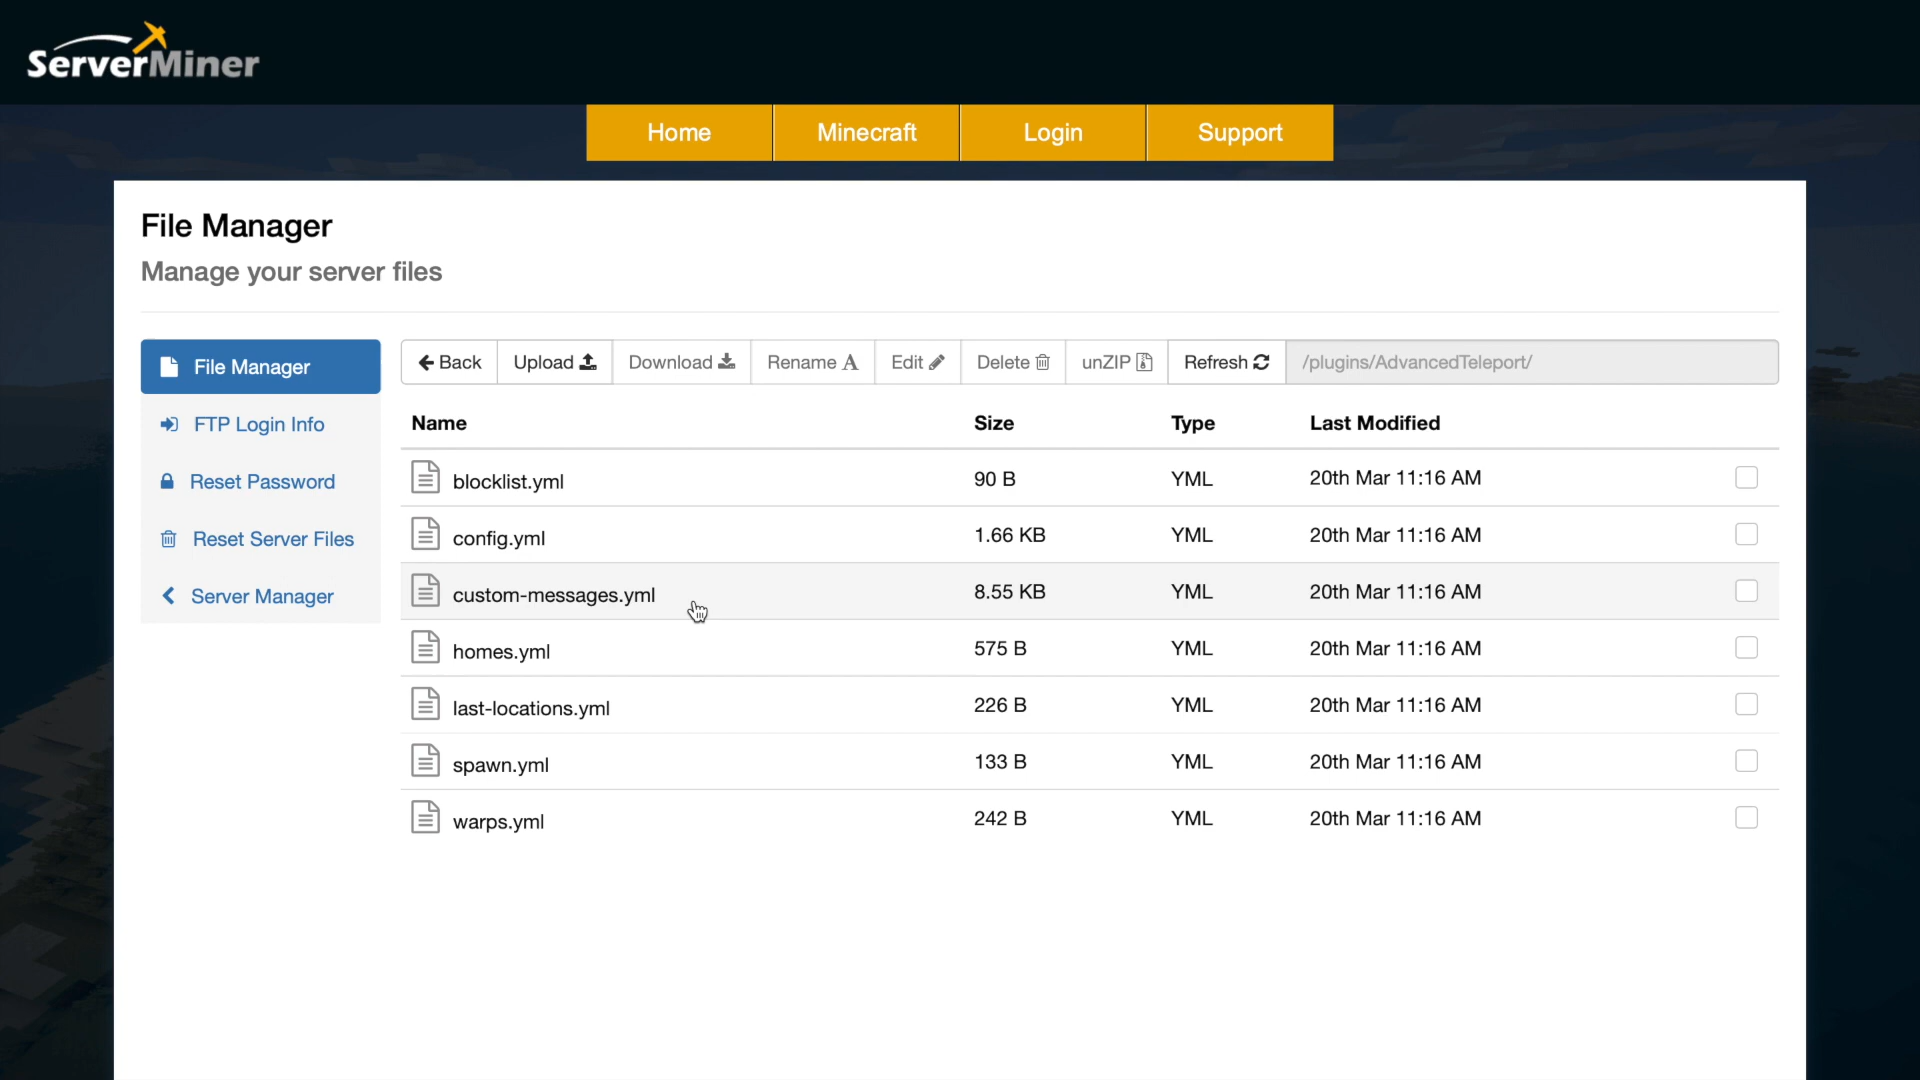 ServerMiner
Home Minecraft Login Support
File Manager
Manage your server files
File Manager
FTP Login Info
Reset Password
Reset Server Files
Server Manager
Back Upload Download Rename Edit Delete unZIP Refresh /plugins/AdvancedTeleport/
Name Size Type Last Modified
blocklist.yml 90 B YML 20th Mar 11:16 AM
config.yml 1.66 KB YML 20th Mar 11:16 AM
custom-messages.yml 8.55 KB YML 20th Mar 11:16 AM
homes.yml 575 B YML 20th Mar 11:16 AM
last-locations.yml 226 B YML 20th Mar 11:16 AM
spawn.yml 133 B YML 20th Mar 11:16 AM
warps.yml 242 B YML 20th Mar 11:16 AM